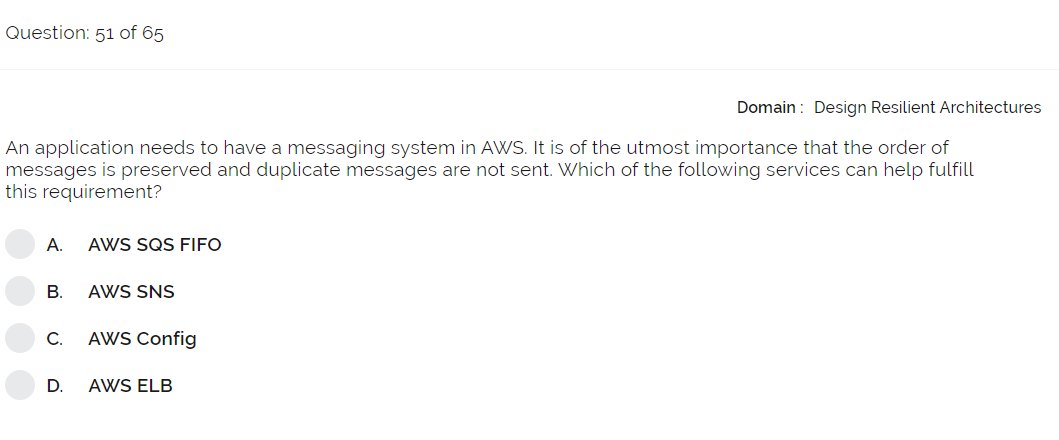 Question: 51 of 65
Domain : Design Resilient Architectures
An application needs to have a messaging system in AWS. It is of the utmost importance that the order of
messages is preserved and duplicate messages are not sent. Which of the following services can help fulfill
this requirement?
A. AWS SQS FIFO
B. AWS SNS
C. AWS Config
D. AWS ELB